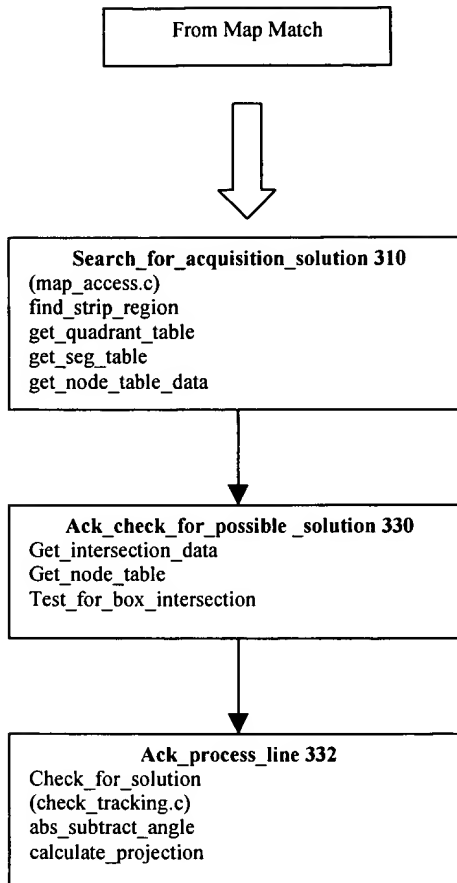 From Map Match
Search_for_acquisition_solution 310
(map_access.c)
find_strip_region
get_quadrant_table
get_seg_table
get_node_table_data
Ack_check_for_possible _solution 330
Get_intersection_data
Get_node_table
Test_for_box_intersection
Ack_process_line 332
Check_for_solution
(check_tracking.c)
abs_subtract_angle
calculate_projection